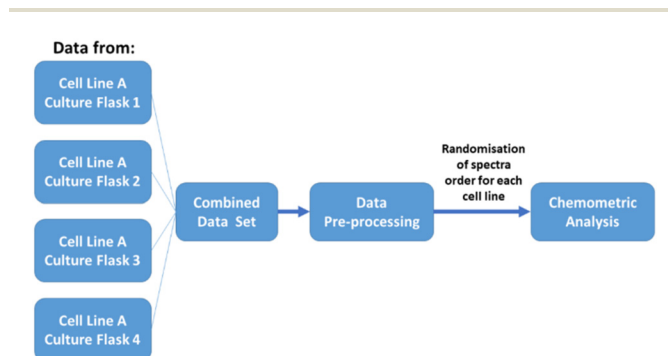 Data from:
Cell Line A
Culture Flask 1
Cell Line A
Culture Flask 2
Cell Line A
Culture Flask 3
Cell Line A
Culture Flask 4
Combined
Data Set
Data
Pre-processing
Randomisation
of spectra
order for each
cell line
Chemometric
Analysis